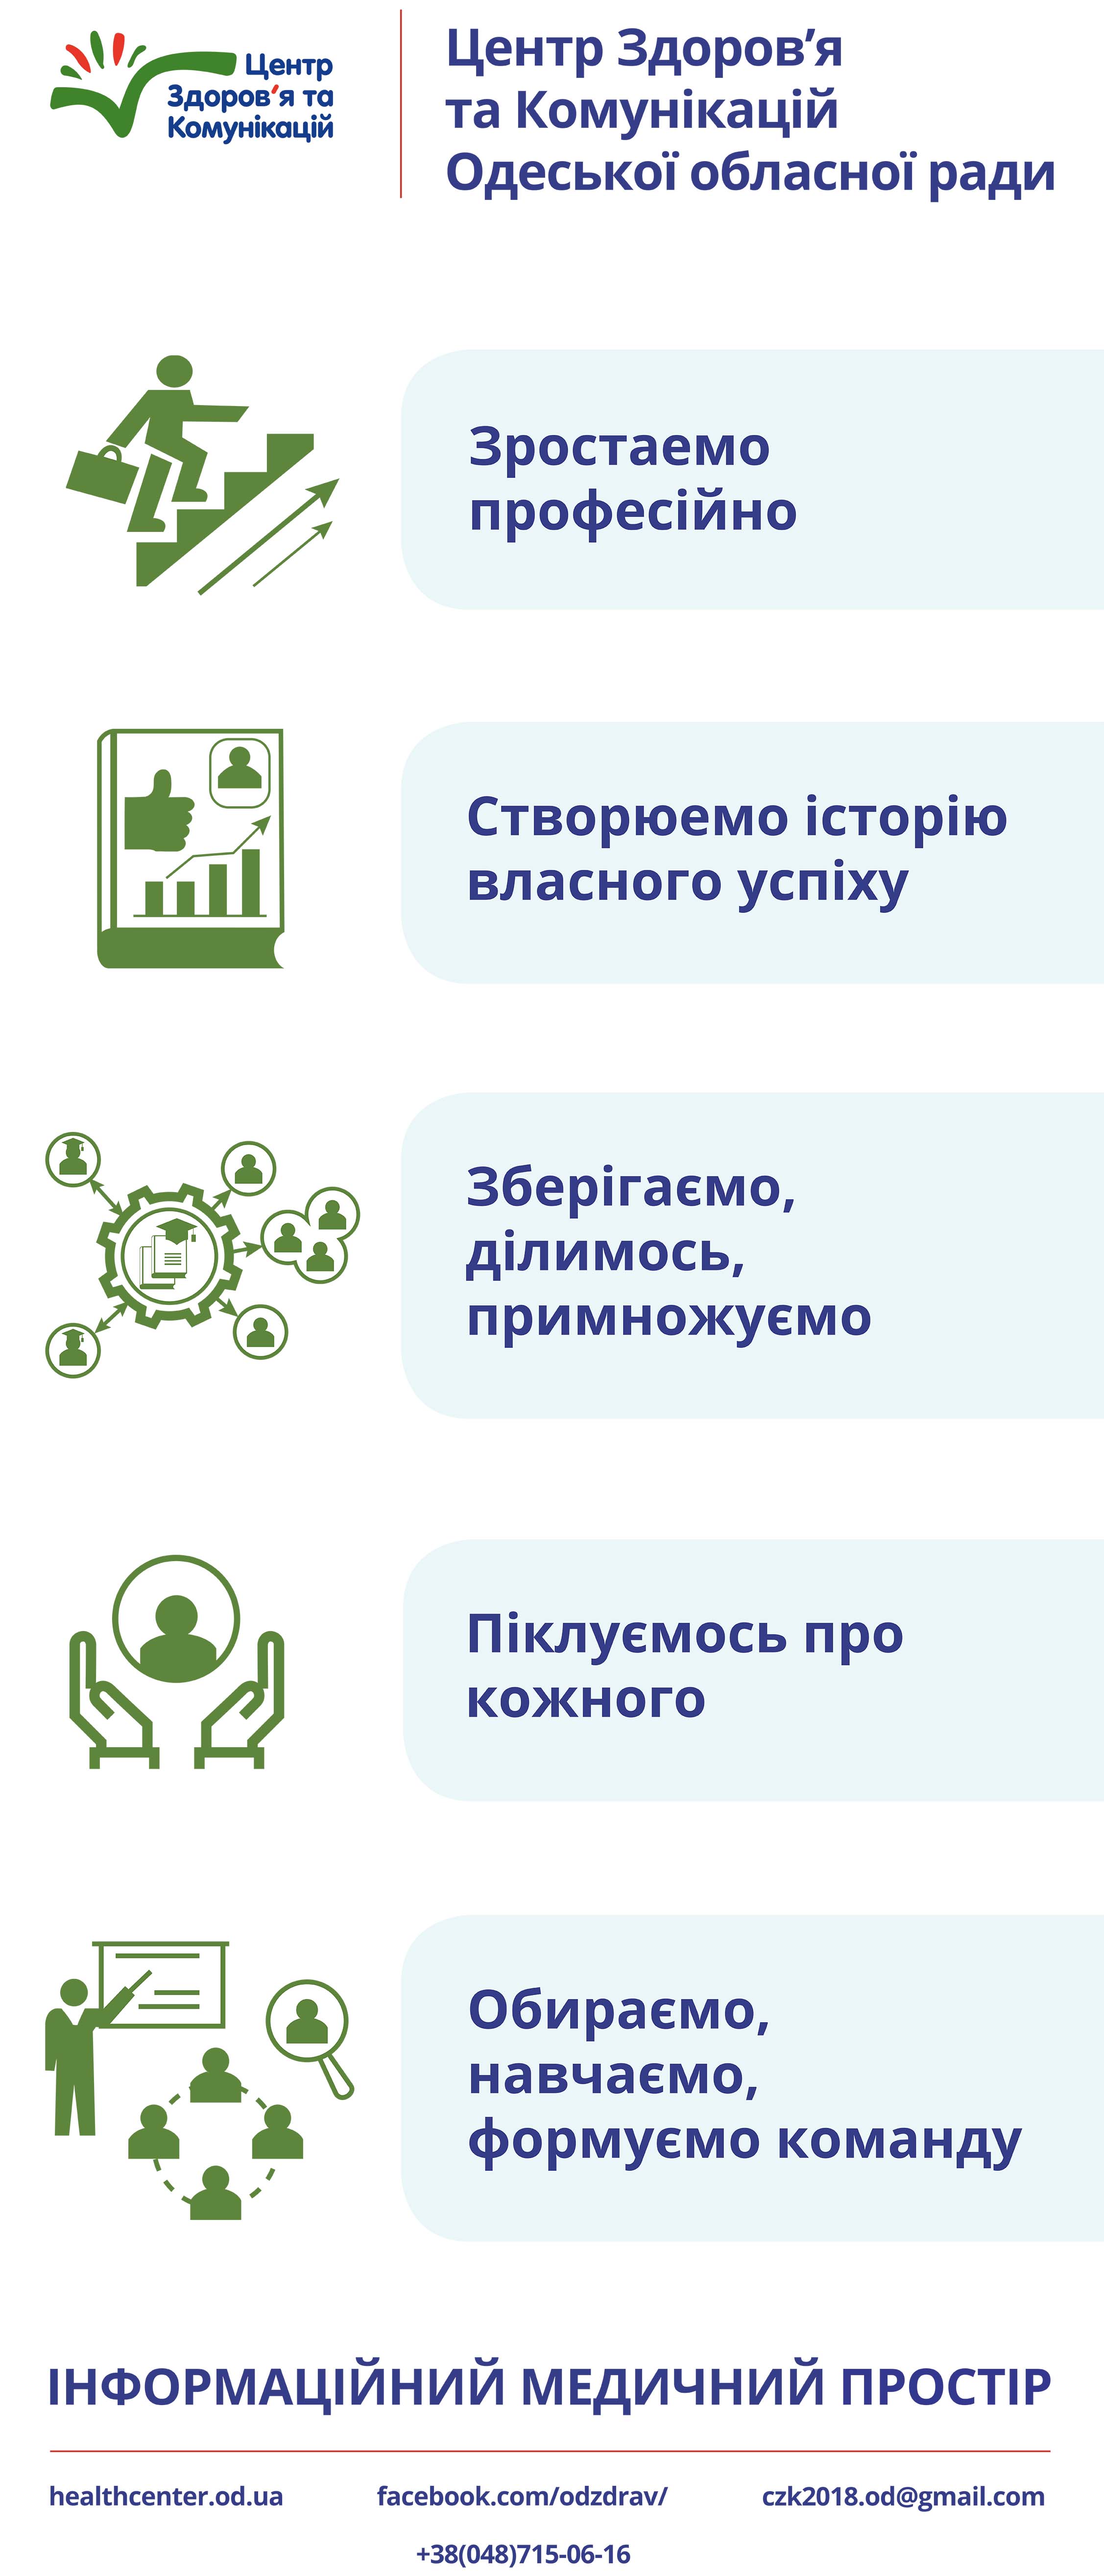 Центр
Здоров'я та
Комунікацій
Центр Здоров’я
та Комунікацій
Одеської обласної ради
Зростаемо
професійно
Створюемо історію
власного успіху
Зберігаємо,
ділимось,
примножуємо
Піклуємось про
кожного
Обираємо,
навчаємо,
формуємо команду
ІНФОРМАЦІЙНИЙ МЕДИЧНИЙ ПРОСТІР
healthcenter.od.ua facebook.com/odzdrav/ czk2018.od@gmail.com
+38(048)715-06-16